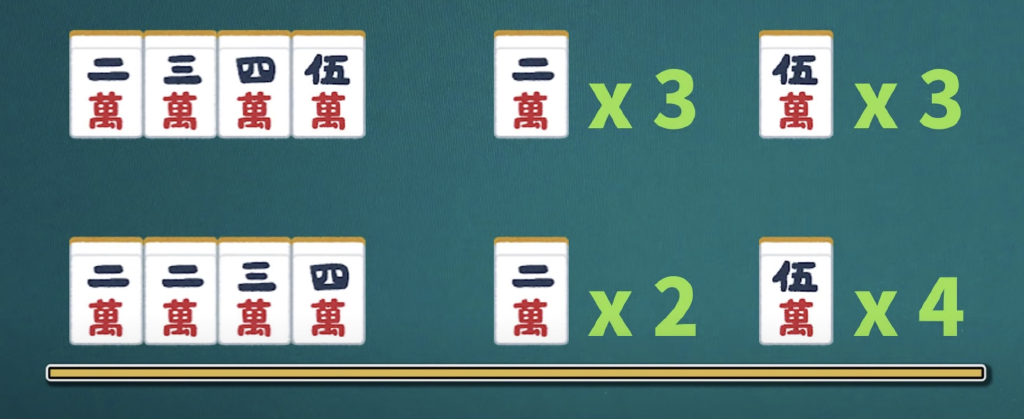 二萬 三萬 四萬 伍萬 二萬 x 3 伍萬 x 3
二萬 二萬 三萬 四萬 二萬 x 2 伍萬 x 4